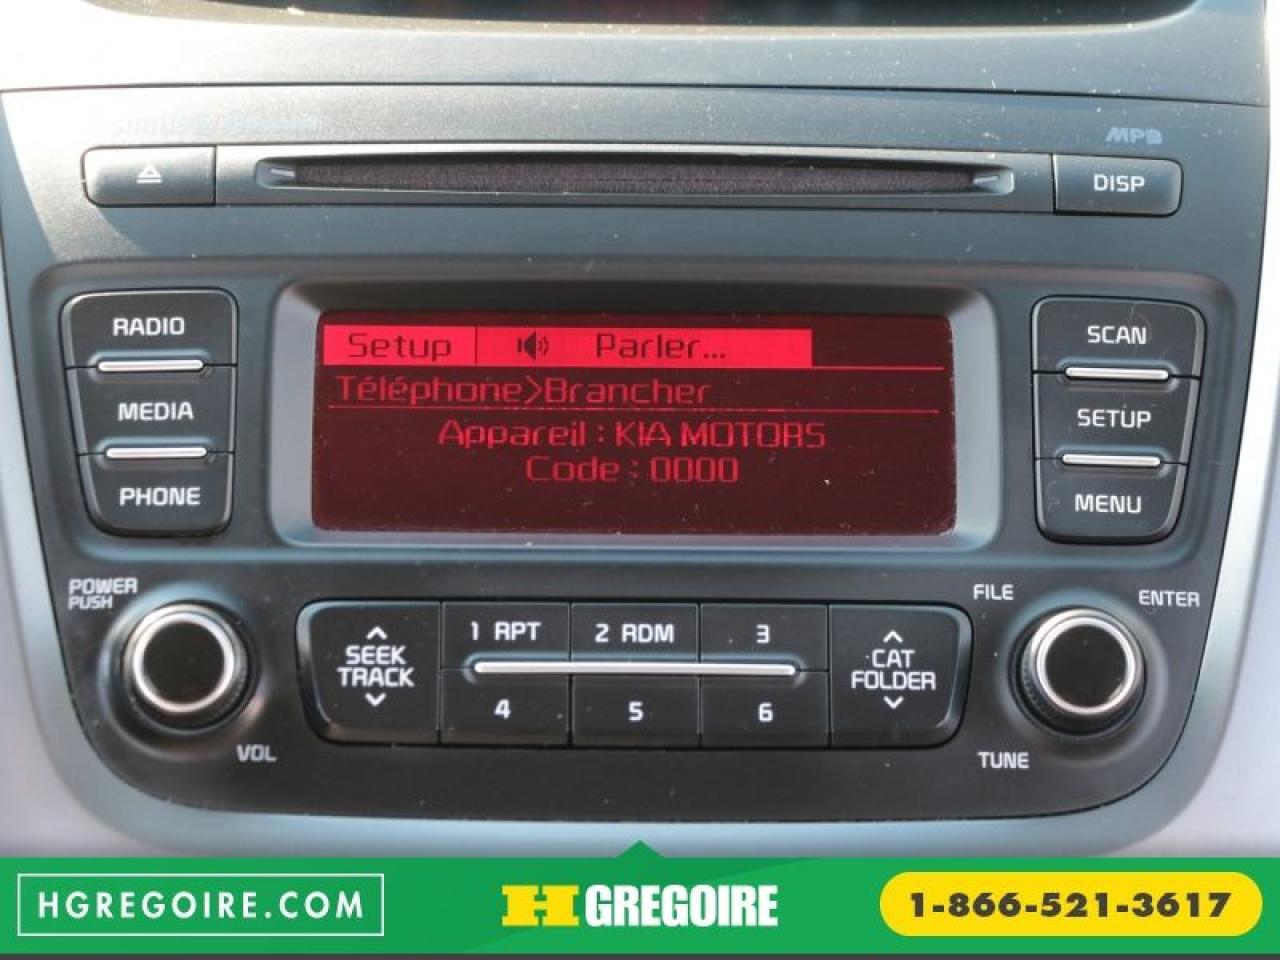 SIRIUS
MP3
DISP
RADIO
MEDIA
PHONE
Setup Parler...
Téléphone>Brancher
Appareil : KIA MOTORS
Code : 0000
SCAN
SETUP
MENU
POWER
PUSH
VOL
SEEK
TRACK
1 RPT
2 RDM
3
4
5
6
CAT
FOLDER
FILE
ENTER
TUNE
HGREGOIRE.COM
H GREGOIRE
1-866-521-3617